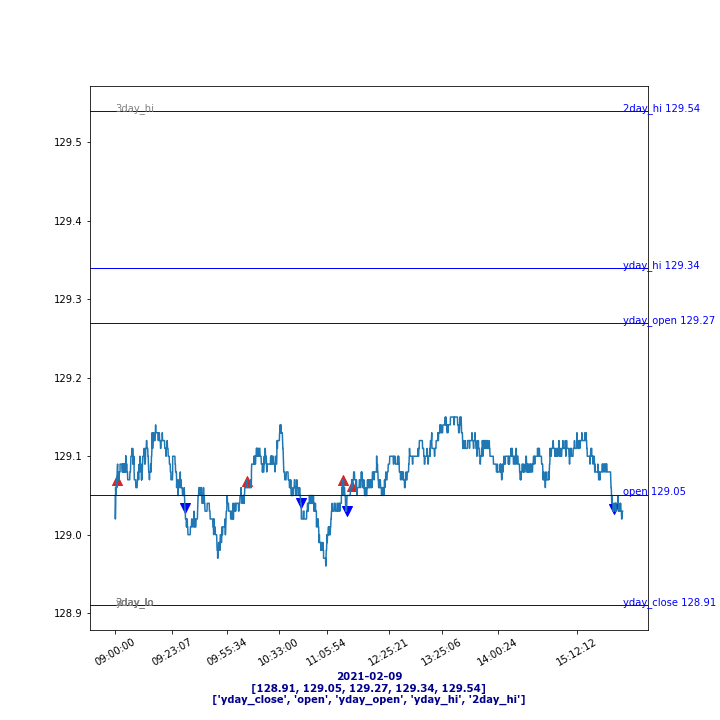 3day_hi
2day_hi 129.54
129.5
129.4
129.3
yday_hi 129.34
yday_open 129.27
129.2
129.1
open 129.05
129.0
128.9
yday_close 128.91
09:00:00
09:23:07
09:55:34
10:33:00
11:05:54
12:25:21
13:25:06
14:00:24
15:12:12
2021-02-09
[128.91, 129.05, 129.27, 129.34, 129.54]
['yday_close', 'open', 'yday_open', 'yday_hi', '2day_hi']